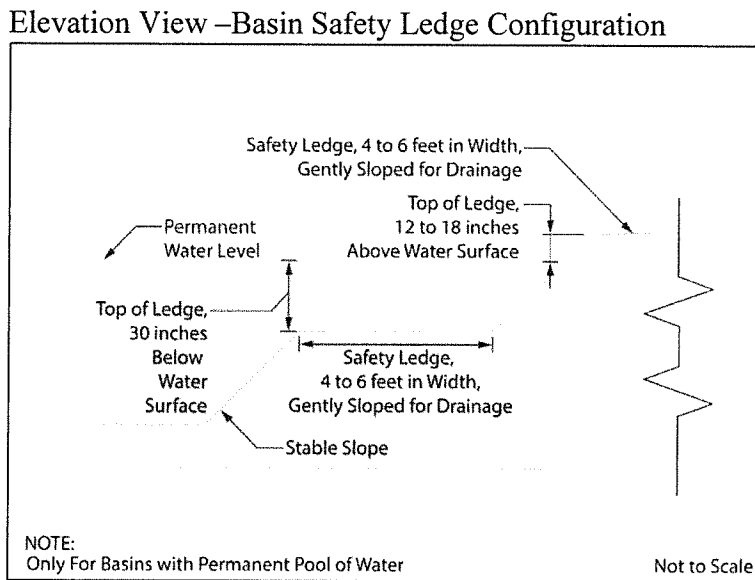 Elevation View –Basin Safety Ledge Configuration
Safety Ledge, 4 to 6 feet in Width,
Gently Sloped for Drainage
Top of Ledge,
12 to 18 inches
Above Water Surface
Permanent
Water Level
Top of Ledge,
30 inches
Below
Water
Surface
Safety Ledge,
4 to 6 feet in Width,
Gently Sloped for Drainage
Stable Slope
NOTE:
Only For Basins with Permanent Pool of Water
Not to Scale